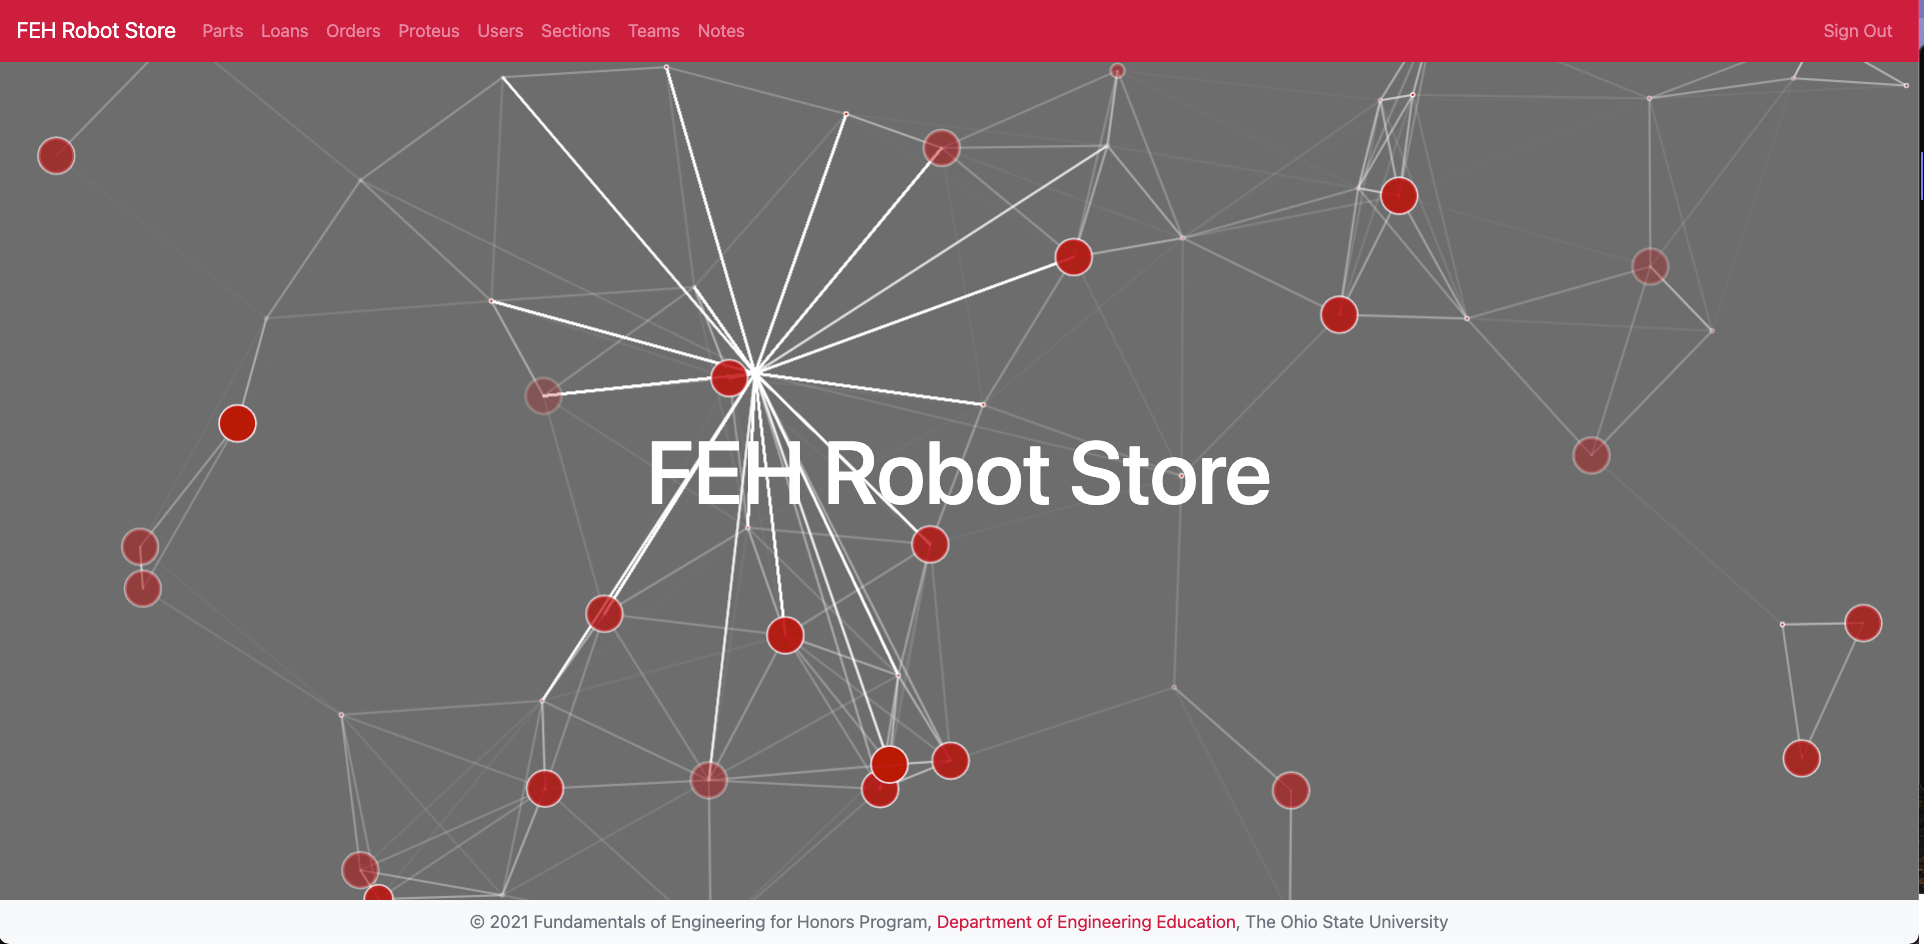 FEH Robot Store Parts Loans Orders Proteus Users Sections Teams Notes Sign Out
FEH Robot Store
© 2021 Fundamentals of Engineering for Honors Program, Department of Engineering Education, The Ohio State University